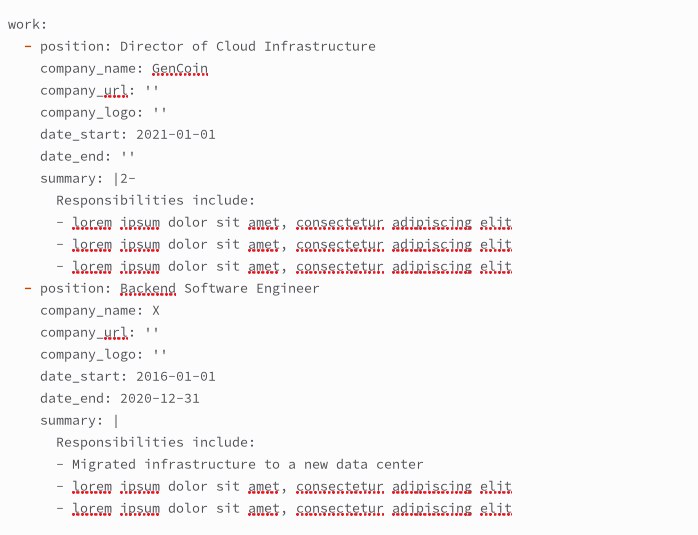 work:
  - position: Director of Cloud Infrastructure
    company_name: GenCoin
    company_url: ''
    company_logo: ''
    date_start: 2021-01-01
    date_end: ''
    summary: |2-
      Responsibilities include:
      - lorem ipsum dolor sit amet, consectetur adipiscing elit
      - lorem ipsum dolor sit amet, consectetur adipiscing elit
      - lorem ipsum dolor sit amet, consectetur adipiscing elit
  - position: Backend Software Engineer
    company_name: X
    company_url: ''
    company_logo: ''
    date_start: 2016-01-01
    date_end: 2020-12-31
    summary: |
      Responsibilities include:
      - Migrated infrastructure to a new data center
      - lorem ipsum dolor sit amet, consectetur adipiscing elit
      - lorem ipsum dolor sit amet, consectetur adipiscing elit